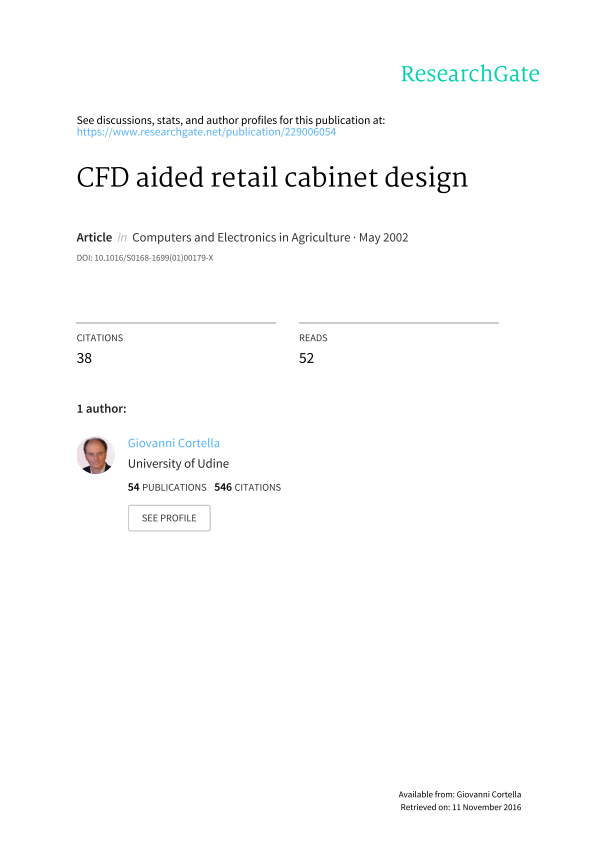 ResearchGate
See discussions, stats, and author profiles for this publication at:
https://www.researchgate.net/publication/229006054
CFD aided retail cabinet design
Article in Computers and Electronics in Agriculture · May 2002
DOI: 10.1016/S0168-1699(01)00179-X
CITATIONS
38
READS
52
1 author:
Giovanni Cortella
University of Udine
54 PUBLICATIONS 546 CITATIONS
SEE PROFILE
Available from: Giovanni Cortella
Retrieved on: 11 November 2016